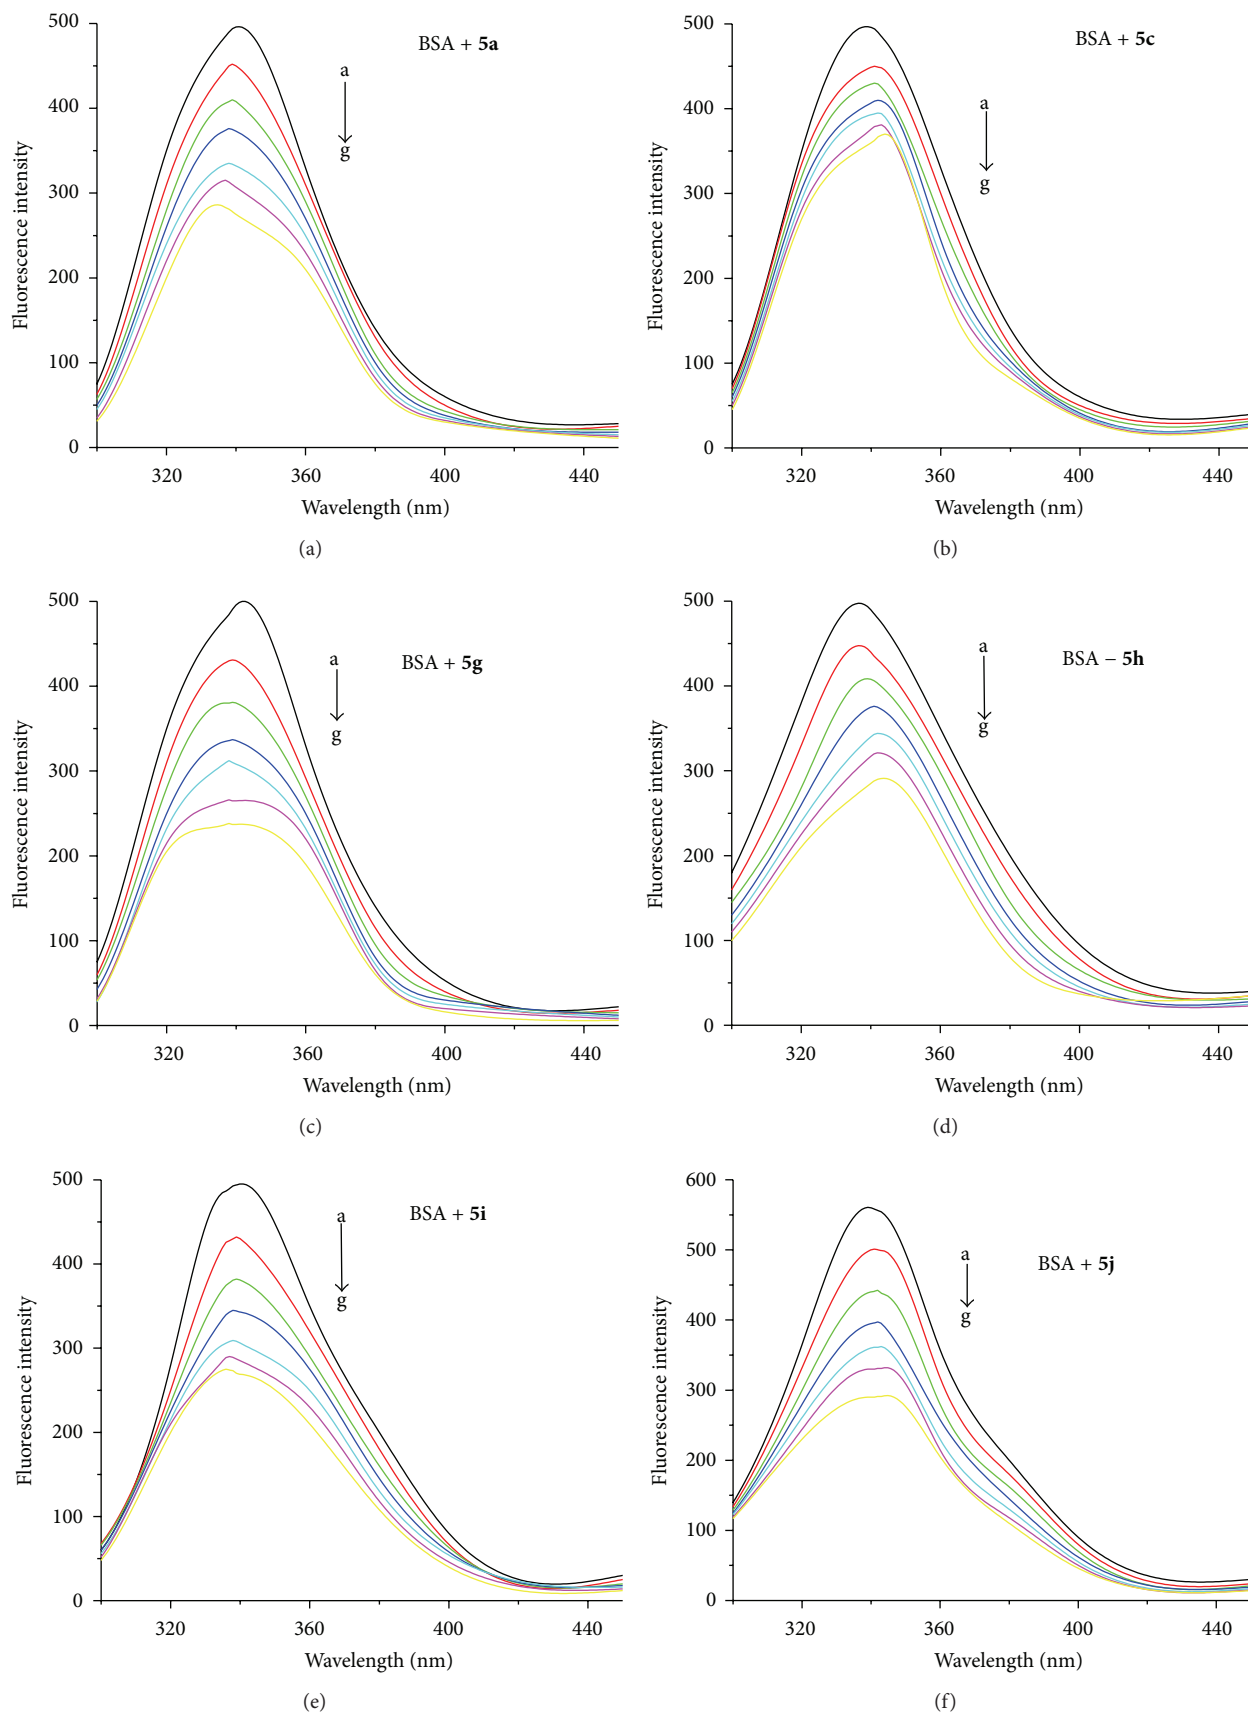 500
400
300
200
100
0
Fluorescence intensity
BSA + 5a
a
g
320
360
400
440
Wavelength (nm)
(a)
500
400
300
200
100
0
Fluorescence intensity
BSA + 5c
a
g
320
360
400
440
Wavelength (nm)
(b)
500
400
300
200
100
0
Fluorescence intensity
BSA + 5g
a
g
320
360
400
440
Wavelength (nm)
(c)
500
400
300
200
100
0
Fluorescence intensity
BSA − 5h
a
g
320
360
400
440
Wavelength (nm)
(d)
500
400
300
200
100
0
Fluorescence intensity
BSA + 5i
a
g
320
360
400
440
Wavelength (nm)
(e)
600
500
400
300
200
100
0
Fluorescence intensity
BSA + 5j
a
g
320
360
400
440
Wavelength (nm)
(f)